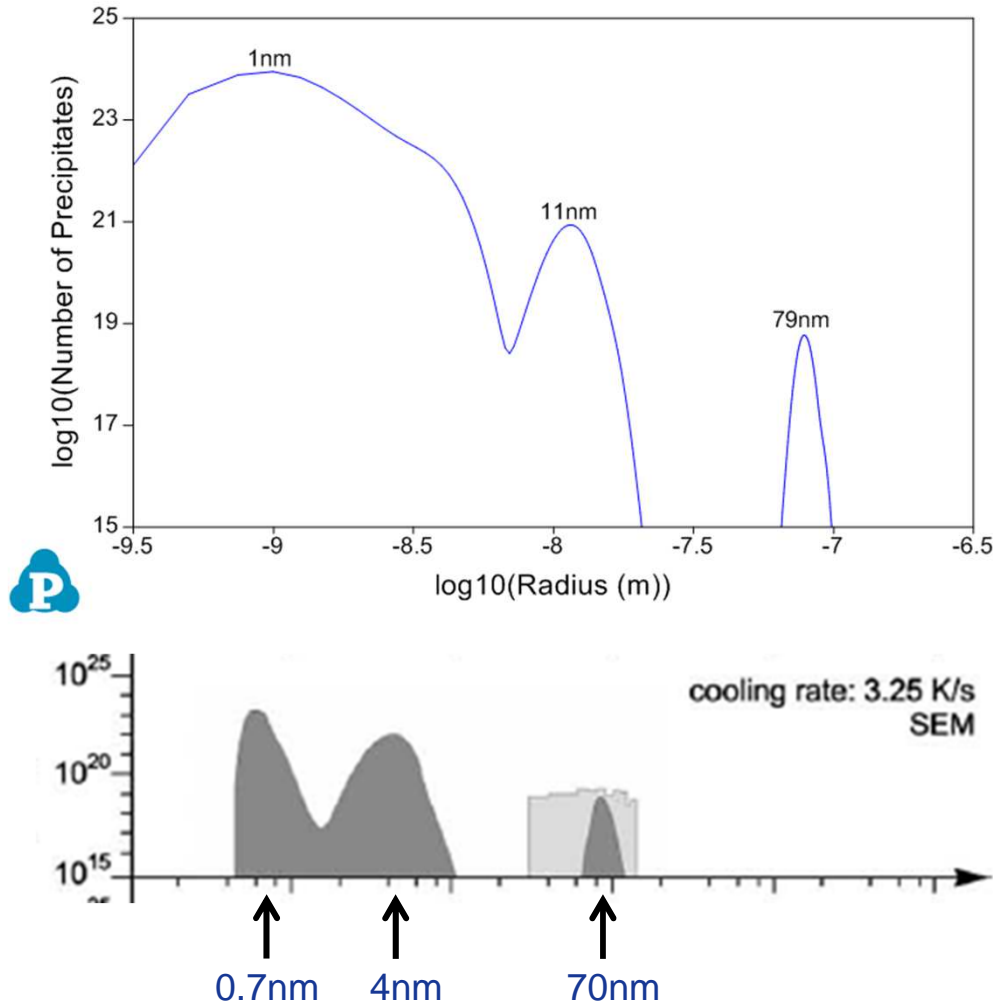 25
1nm
23
11nm
21
79nm
19
17
15
-9.5 -9 -8.5 -8 -7.5 -7 -6.5
log10(Number of Precipitates)
log10(Radius (m))
P
10^25
cooling rate: 3.25 K/s
SEM
10^20
10^15
0.7nm 4nm 70nm